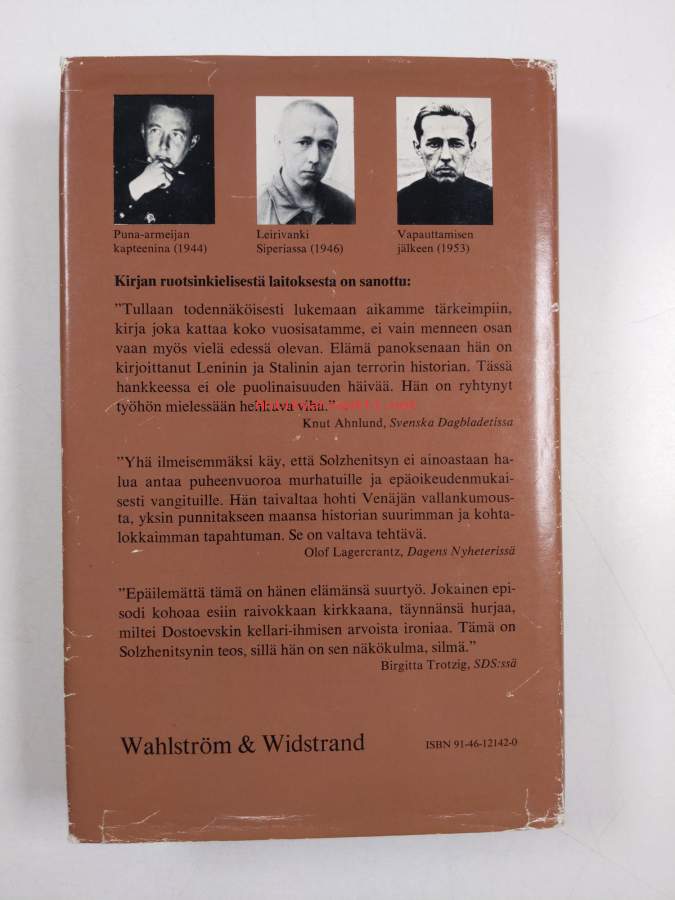 Puna-armeijan
kapteenina (1944)
Leirivanki
Siperiassa (1946)
Vapauttamisen
jälkeen (1953)
Kirjan ruotsinkielisestä laitoksesta on sanottu:
”Tullaan todennäköisesti lukemaan aikamme tärkeimpiin,
kirja joka kattaa koko vuosisatamme, ei vain menneen osan
vaan myös vielä edessä olevan. Elämä panoksenaan hän on
kirjoittanut Leninin ja Stalinin ajan terrorin historian. Tässä
hankkeessa ei ole puolinaisuuden häivää. Hän on ryhtynyt
työhön mielessään hehkuva viha.”
Knut Ahnlund, Svenska Dagbladetissa
”Yhä ilmeisemmäksi käy, että Solzhenitsyn ei ainoastaan ha-
lua antaa puheenvuoroa murhatuille ja epäoikeudenmukai-
sesti vangituille. Hän taivaltaa hohti Venäjän vallankumous-
ta, yksin punnitakseen maansa historian suurimman ja kohta-
lokkaimman tapahtuman. Se on valtava tehtävä.
Olof Lagercrantz, Dagens Nyheterissä
”Epäilemättä tämä on hänen elämänsä suurtyö. Jokainen epi-
sodi kohoaa esiin raivokkaan kirkkaana, täynnänsä hurjaa,
miltei Dostoevskin kellari-ihmisen arvoista ironiaa. Tämä on
Solzhenitsynin teos, sillä hän on sen näkökulma, silmä.”
Birgitta Trotzig, SDS:ssä
Wahlström & Widstrand
ISBN 91-46-12142-0